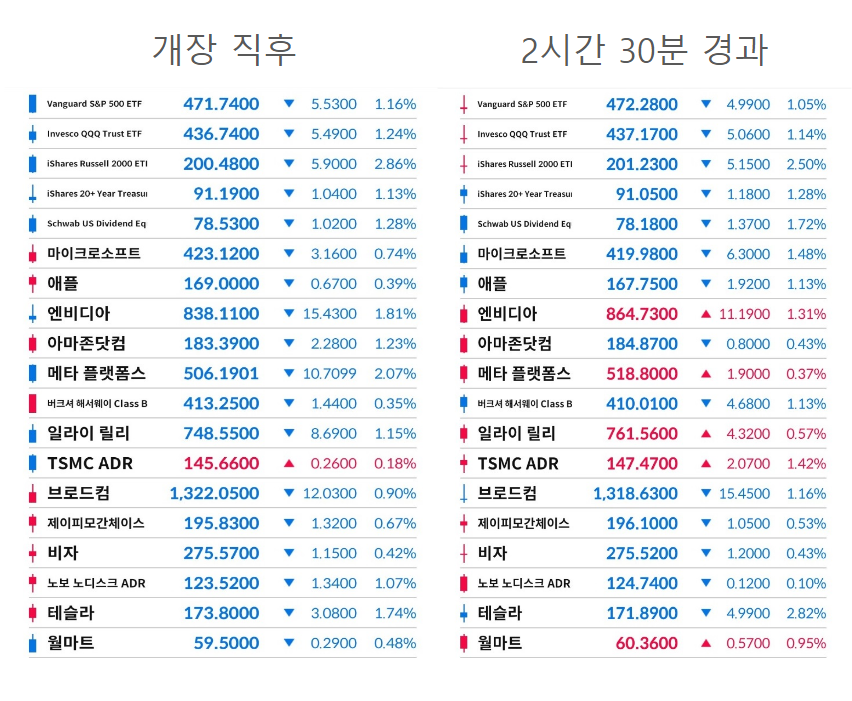 개장 직후
Vanguard S&P 500 ETF 471.7400 ▼ 5.5300 1.16%
Invesco QQQ Trust ETF 436.7400 ▼ 5.4900 1.24%
iShares Russell 2000 ETI 200.4800 ▼ 5.9000 2.86%
iShares 20+ Year Treasur 91.1900 ▼ 1.0400 1.13%
Schwab US Dividend Eq 78.5300 ▼ 1.0200 1.28%
마이크로소프트 423.1200 ▼ 3.1600 0.74%
애플 169.0000 ▼ 0.6700 0.39%
엔비디아 838.1100 ▼ 15.4300 1.81%
아마존닷컴 183.3900 ▼ 2.2800 1.23%
메타 플랫폼스 506.1901 ▼ 10.7099 2.07%
버크셔 해서웨이 Class B 413.2500 ▼ 1.4400 0.35%
일라이 릴리 748.5500 ▼ 8.6900 1.15%
TSMC ADR 145.6600 ▲ 0.2600 0.18%
브로드컴 1,322.0500 ▼ 12.0300 0.90%
제이피모간체이스 195.8300 ▼ 1.3200 0.67%
비자 275.5700 ▼ 1.1500 0.42%
노보 노디스크 ADR 123.5200 ▼ 1.3400 1.07%
테슬라 173.8000 ▼ 3.0800 1.74%
월마트 59.5000 ▼ 0.2900 0.48%
2시간 30분 경과
Vanguard S&P 500 ETF 472.2800 ▼ 4.9900 1.05%
Invesco QQQ Trust ETF 437.1700 ▼ 5.0600 1.14%
iShares Russell 2000 ETI 201.2300 ▼ 5.1500 2.50%
iShares 20+ Year Treasur 91.0500 ▼ 1.1800 1.28%
Schwab US Dividend Eq 78.1800 ▼ 1.3700 1.72%
마이크로소프트 419.9800 ▼ 6.3000 1.48%
애플 167.7500 ▼ 1.9200 1.13%
엔비디아 864.7300 ▲ 11.1900 1.31%
아마존닷컴 184.8700 ▼ 0.8000 0.43%
메타 플랫폼스 518.8000 ▲ 1.9000 0.37%
버크셔 해서웨이 Class B 410.0100 ▼ 4.6800 1.13%
일라이 릴리 761.5600 ▲ 4.3200 0.57%
TSMC ADR 147.4700 ▲ 2.0700 1.42%
브로드컴 1,318.6300 ▼ 15.4500 1.16%
제이피모간체이스 196.1000 ▼ 1.0500 0.53%
비자 275.5200 ▼ 1.2000 0.43%
노보 노디스크 ADR 124.7400 ▼ 0.1200 0.10%
테슬라 171.8900 ▼ 4.9900 2.82%
월마트 60.3600 ▲ 0.5700 0.95%